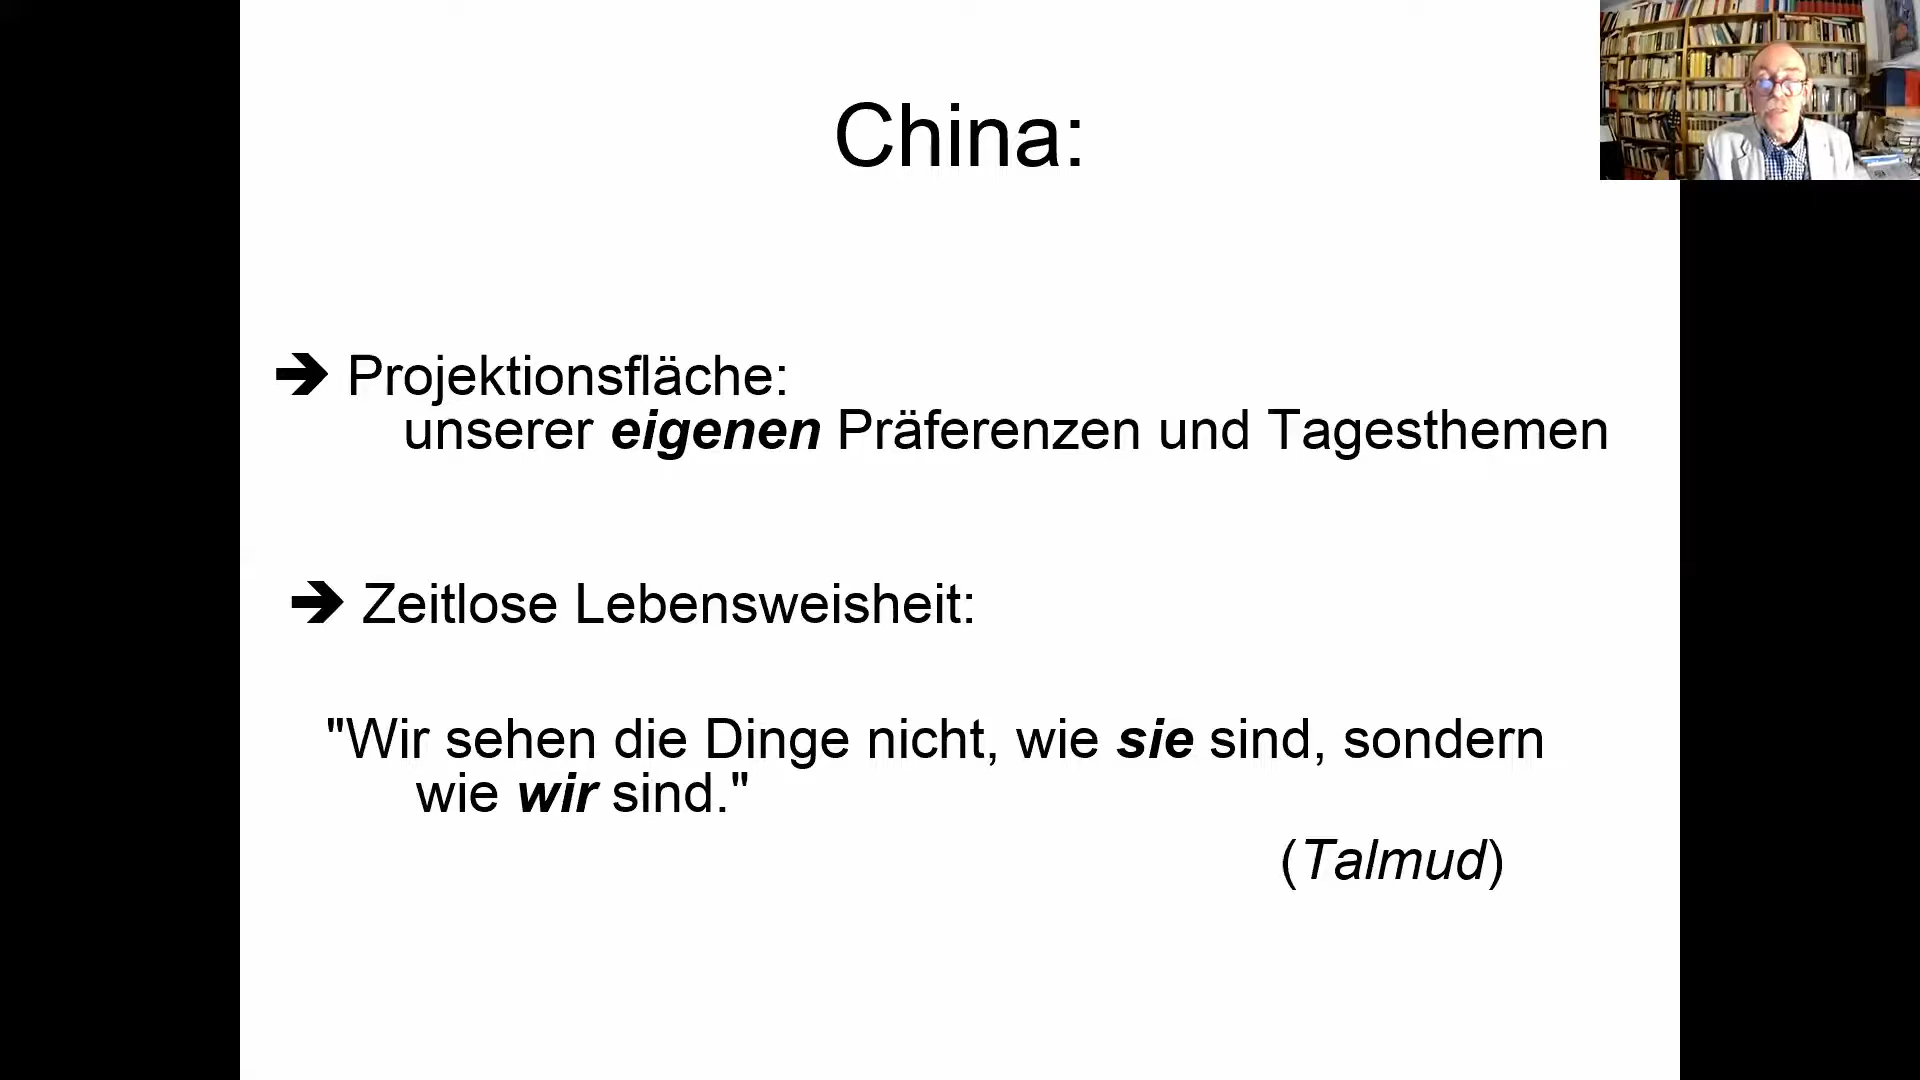 China:
➔ Projektionsfläche:
unserer eigenen Präferenzen und Tagesthemen
➔ Zeitlose Lebensweisheit:
"Wir sehen die Dinge nicht, wie sie sind, sondern
wie wir sind."
(Talmud)